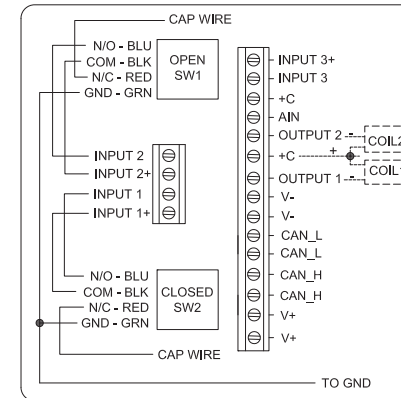 CAP WIRE
N/O - BLU
COM - BLK
N/C - RED
GND - GRN
OPEN
SW1
INPUT 2
INPUT 2+
INPUT 1
INPUT 1+
N/O - BLU
COM - BLK
N/C - RED
GND - GRN
CLOSED
SW2
CAP WIRE
INPUT 3+
INPUT 3
+C
AIN
OUTPUT 2 -
COIL2
+C +
OUTPUT 1 -
COIL1
V-
V-
CAN_L
CAN_L
CAN_H
CAN_H
V+
V+
TO GND